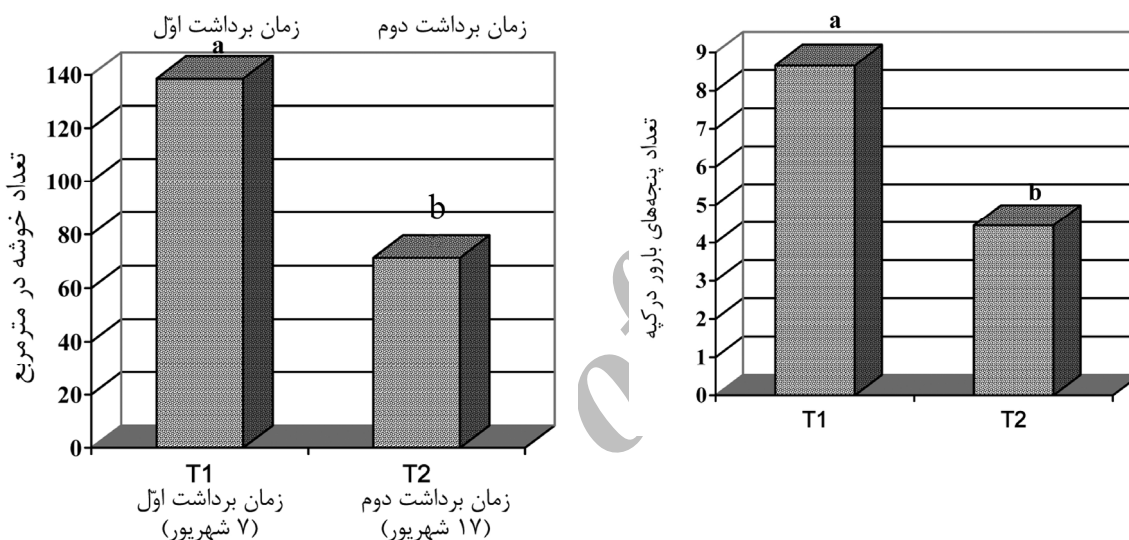 زمان برداشت اوّل
زمان برداشت دوم
a
b
140
120
100
80
60
40
20
0
تعداد خوشه در مترمربع
T1
T2
زمان برداشت اوّل
(۷ شهریور)
زمان برداشت دوم
(۱۷ شهریور)
a
b
9
8
7
6
5
4
3
2
1
0
تعداد پنجه‌های بارور درکپه
T1
T2